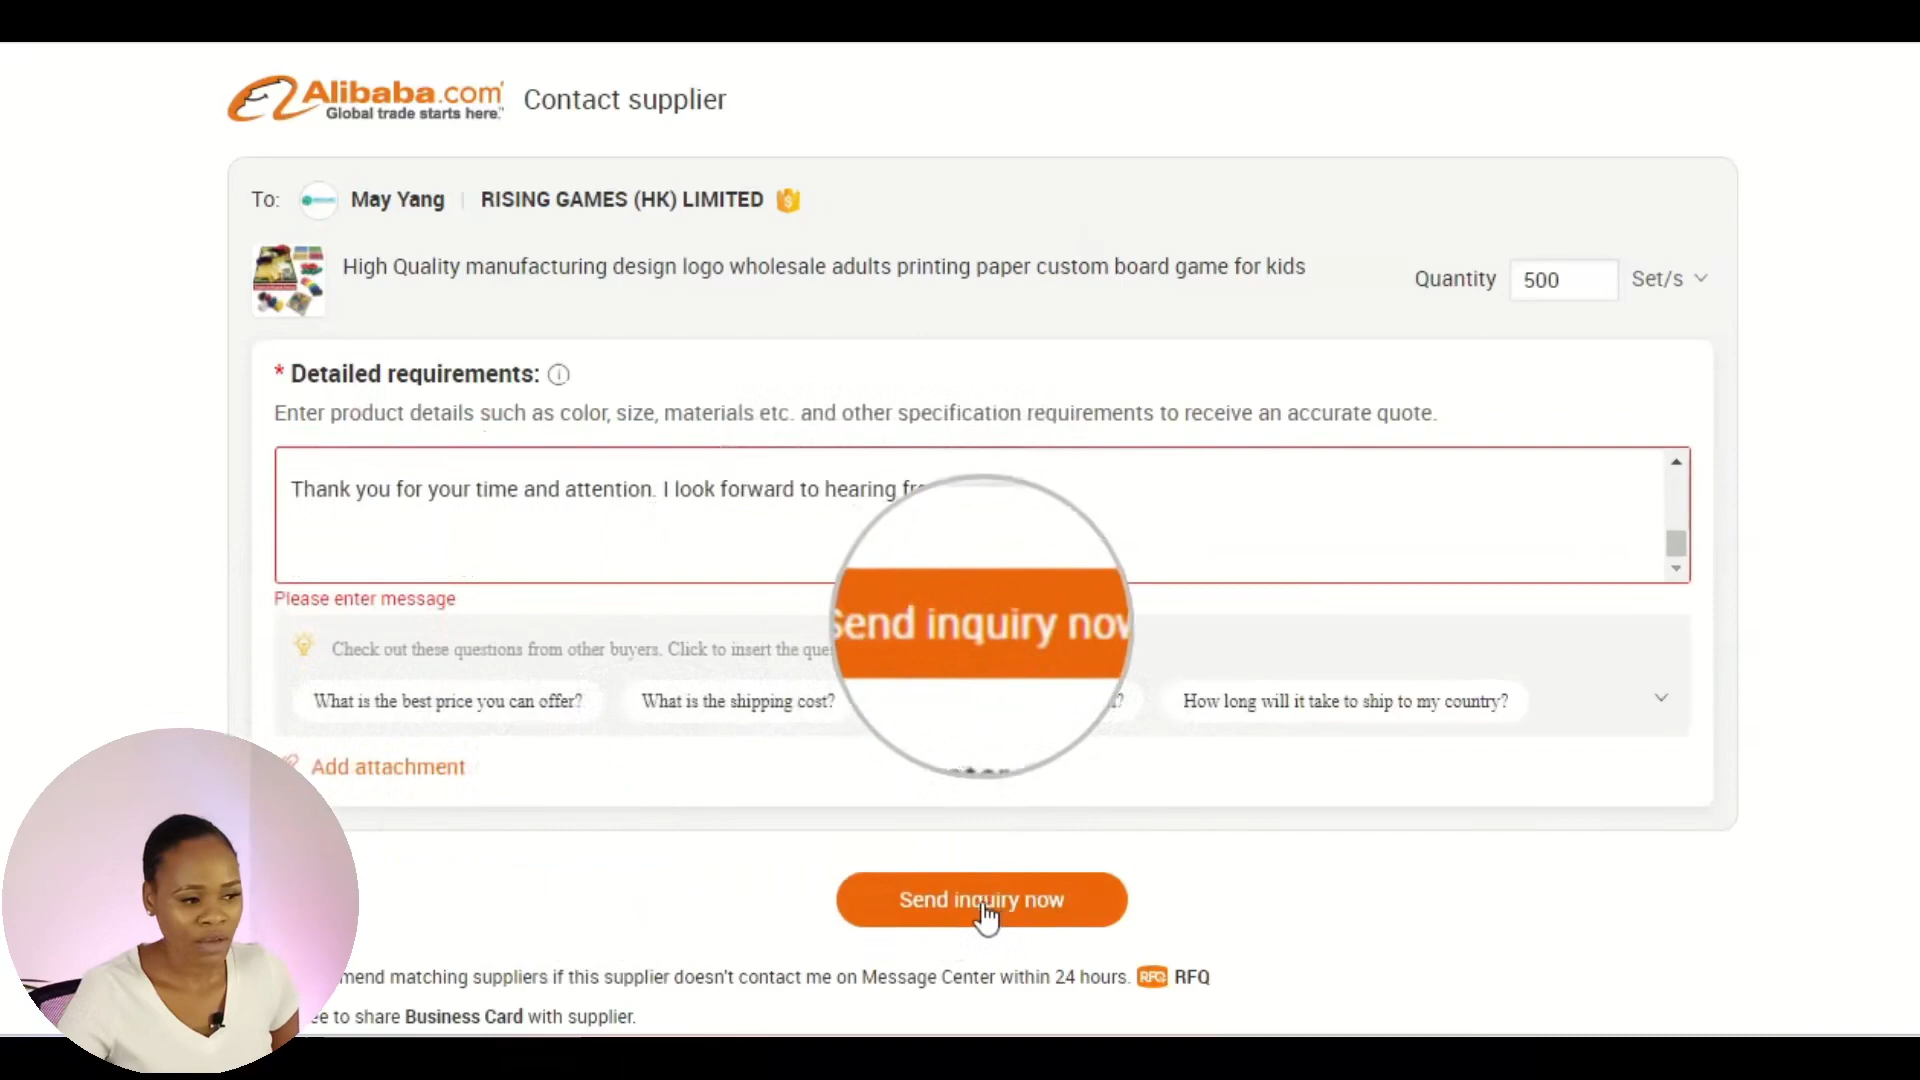 Alibaba.com
Global trade starts here.™
Contact supplier
To: May Yang | RISING GAMES (HK) LIMITED
High Quality manufacturing design logo wholesale adults printing paper custom board game for kids
Quantity 500 Set/s
* Detailed requirements:
Enter product details such as color, size, materials etc. and other specification requirements to receive an accurate quote.
Thank you for your time and attention. I look forward to hearing
Please enter message
Send inquiry now
Check out these questions from other buyers. Click to insert the
What is the best price you can offer? What is the shipping cost? How long will it take to ship to my country?
Add attachment
Send inquiry now
matching suppliers if this supplier doesn't contact me on Message Center within 24 hours. RFQ RFQ
to share Business Card with supplier.